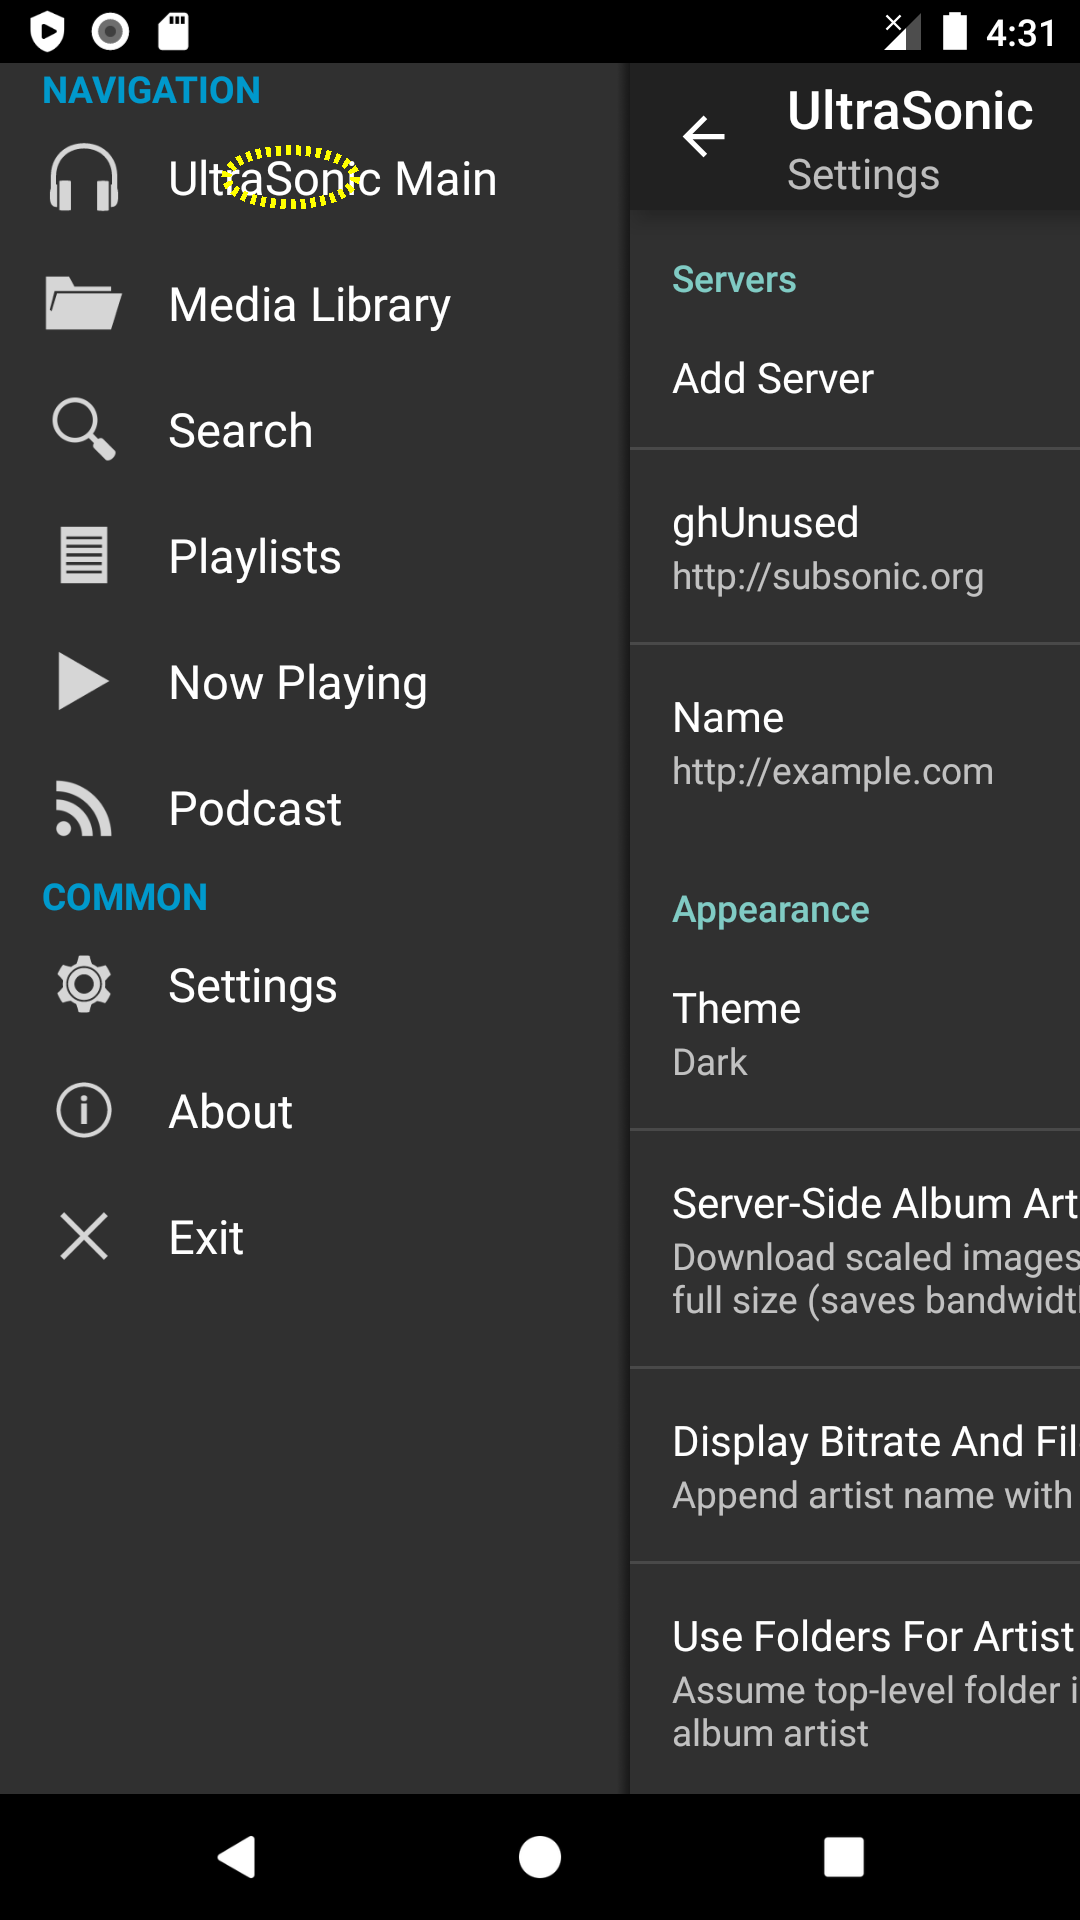 4:31
NAVIGATION
UltraSonic Main
Media Library
Search
Playlists
Now Playing
Podcast
COMMON
Settings
About
Exit
UltraSonic
Settings
Servers
Add Server
ghUnused
http://subsonic.org
Name
http://example.com
Appearance
Theme
Dark
Server-Side Album Art
Download scaled images
full size (saves bandwidth
Display Bitrate And Fil
Append artist name with
Use Folders For Artist
Assume top-level folder i
album artist